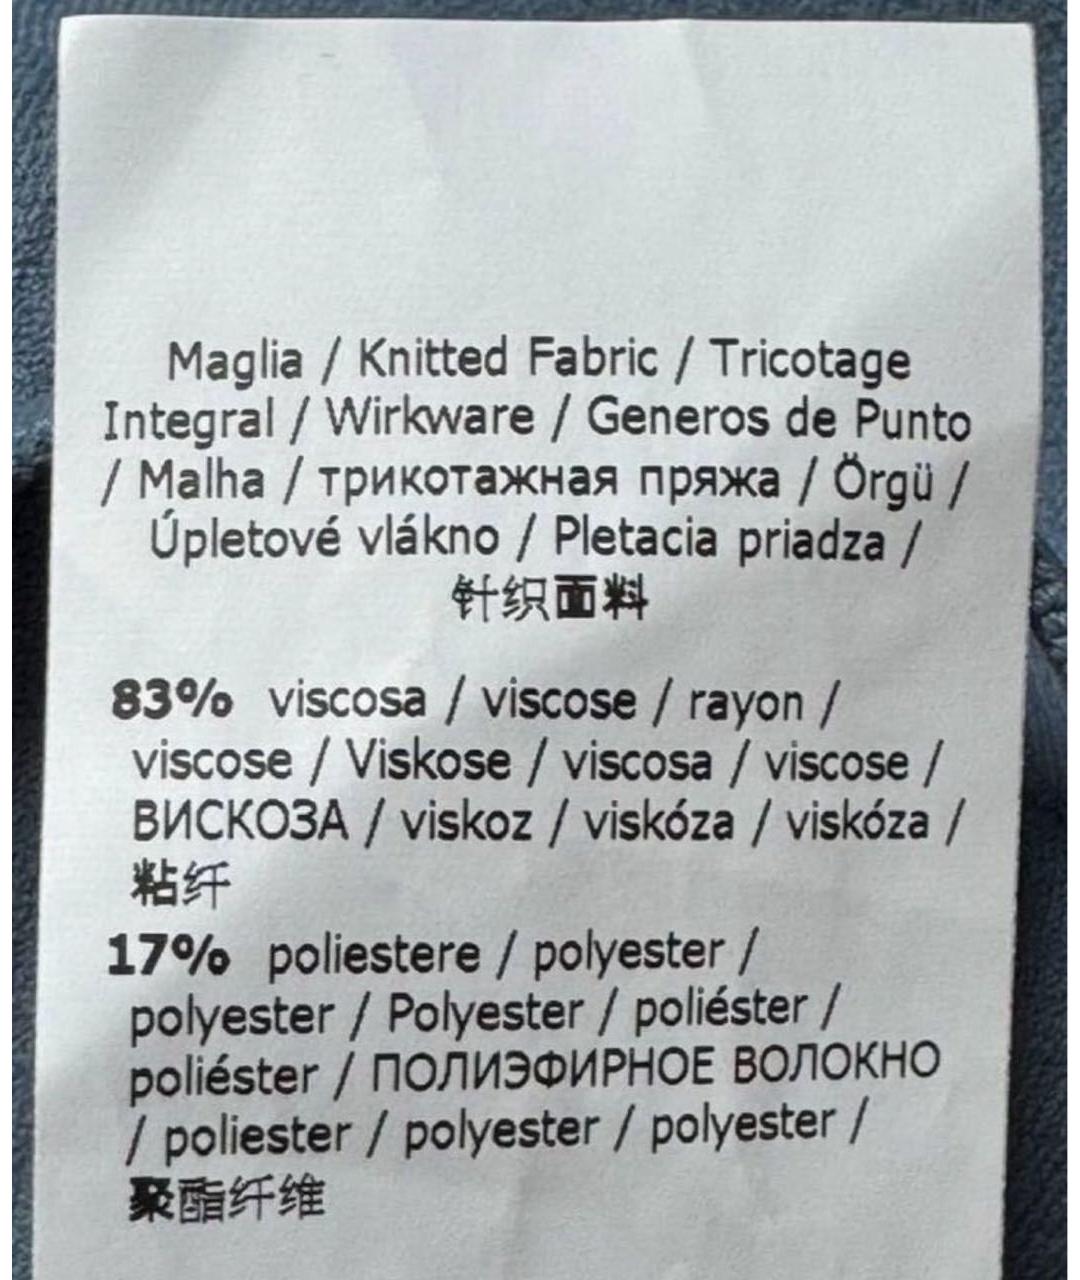 Maglia / Knitted Fabric / Tricotage
Integral / Wirkware / Generos de Punto
/ Malha / трикотажная пряжа / Örgü /
Úpletové vlákno / Pletacia priadza /
针织面料
83% viscosa / viscose / rayon /
viscose / Viskose / viscosa / viscose /
ВИСКОЗА / viskoz / viskóza / viskóza /
粘纤
17% poliestere / polyester /
polyester / Polyester / poliéster /
poliéster / ПОЛИЭФИРНОЕ ВОЛОКНО
/ poliester / polyester / polyester /
聚酯纤维